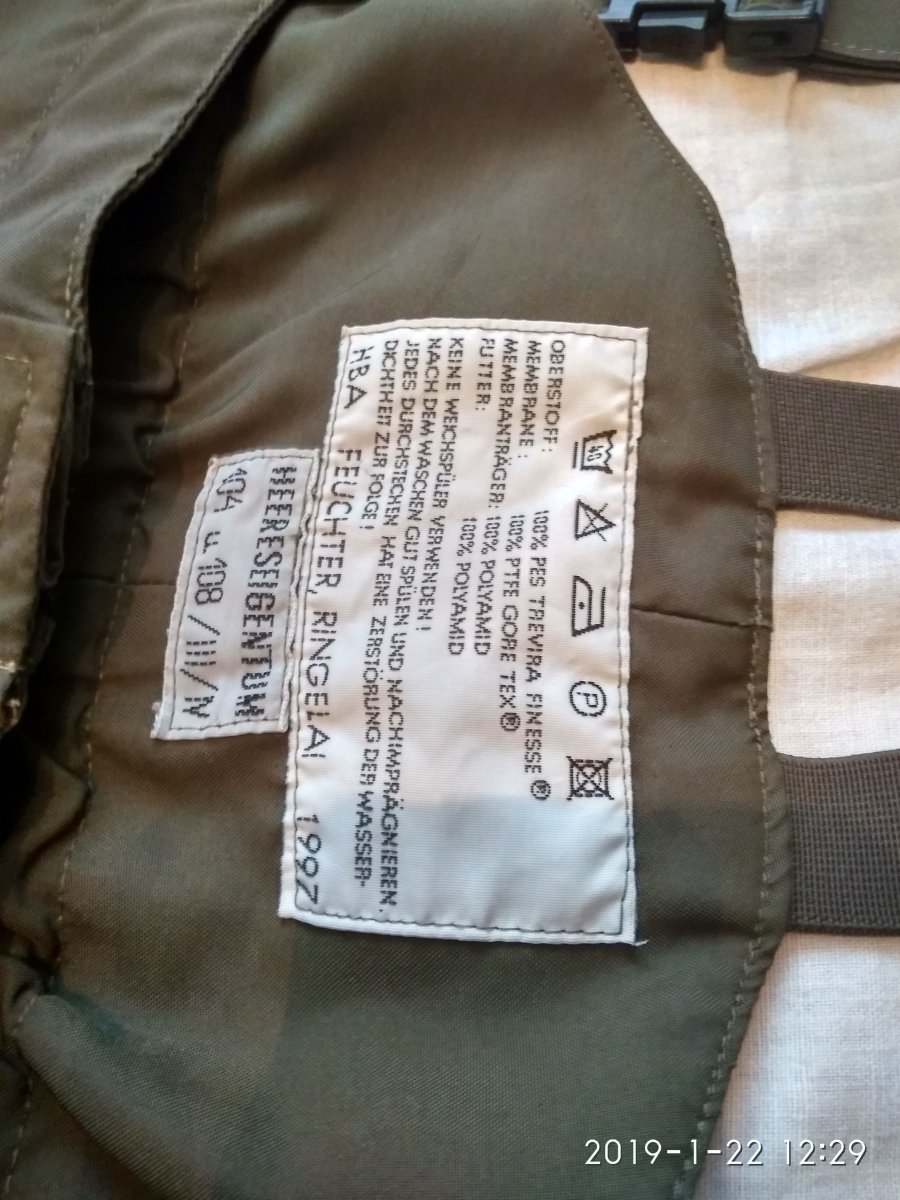 40
P
OBERSTOFF: 100% PES TREVIRA FINESSE®
MEMBRANE: 100% PTFE GORE TEX®
MEMBRANTRÄGER: 100% POLYAMID
FUTTER: 100% POLYAMID
KEINE WEICHSPÜLER VERWENDEN!
NACH DEM WASCHEN GUT SPÜLEN UND NACHIMPRÄGNIEREN.
JEDES DURCHSTECHEN HAT EINE ZERSTÖRUNG DER WASSER-
DICHTHEIT ZUR FOLGE!
HBA FEUCHTER, RINGELAI 1997
HEERESEIGENTUM
104 u.108/III/IV
2019-1-22 12:29